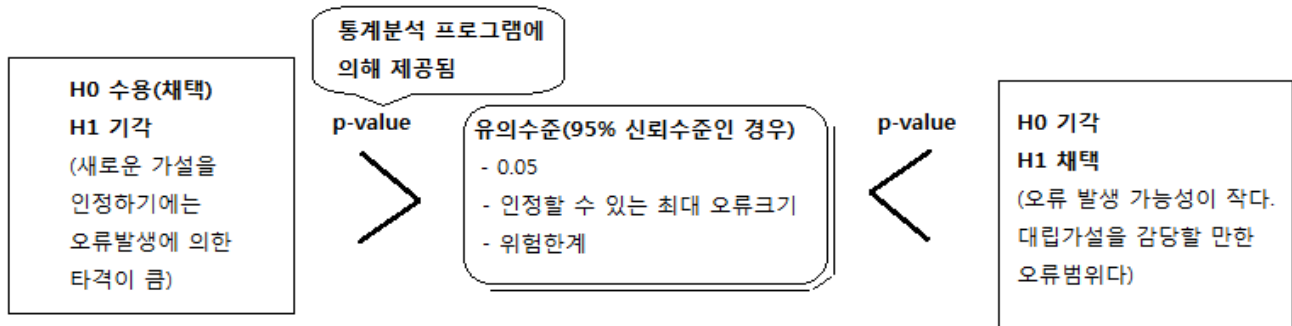 통계분석 프로그램에
의해 제공됨
H0 수용(채택)
H1 기각
(새로운 가설을
인정하기에는
오류발생에 의한
타격이 큼)
p-value
유의수준(95% 신뢰수준인 경우)
- 0.05
- 인정할 수 있는 최대 오류크기
- 위험한계
p-value
H0 기각
H1 채택
(오류 발생 가능성이 작다.
대립가설을 감당할 만한
오류범위다)